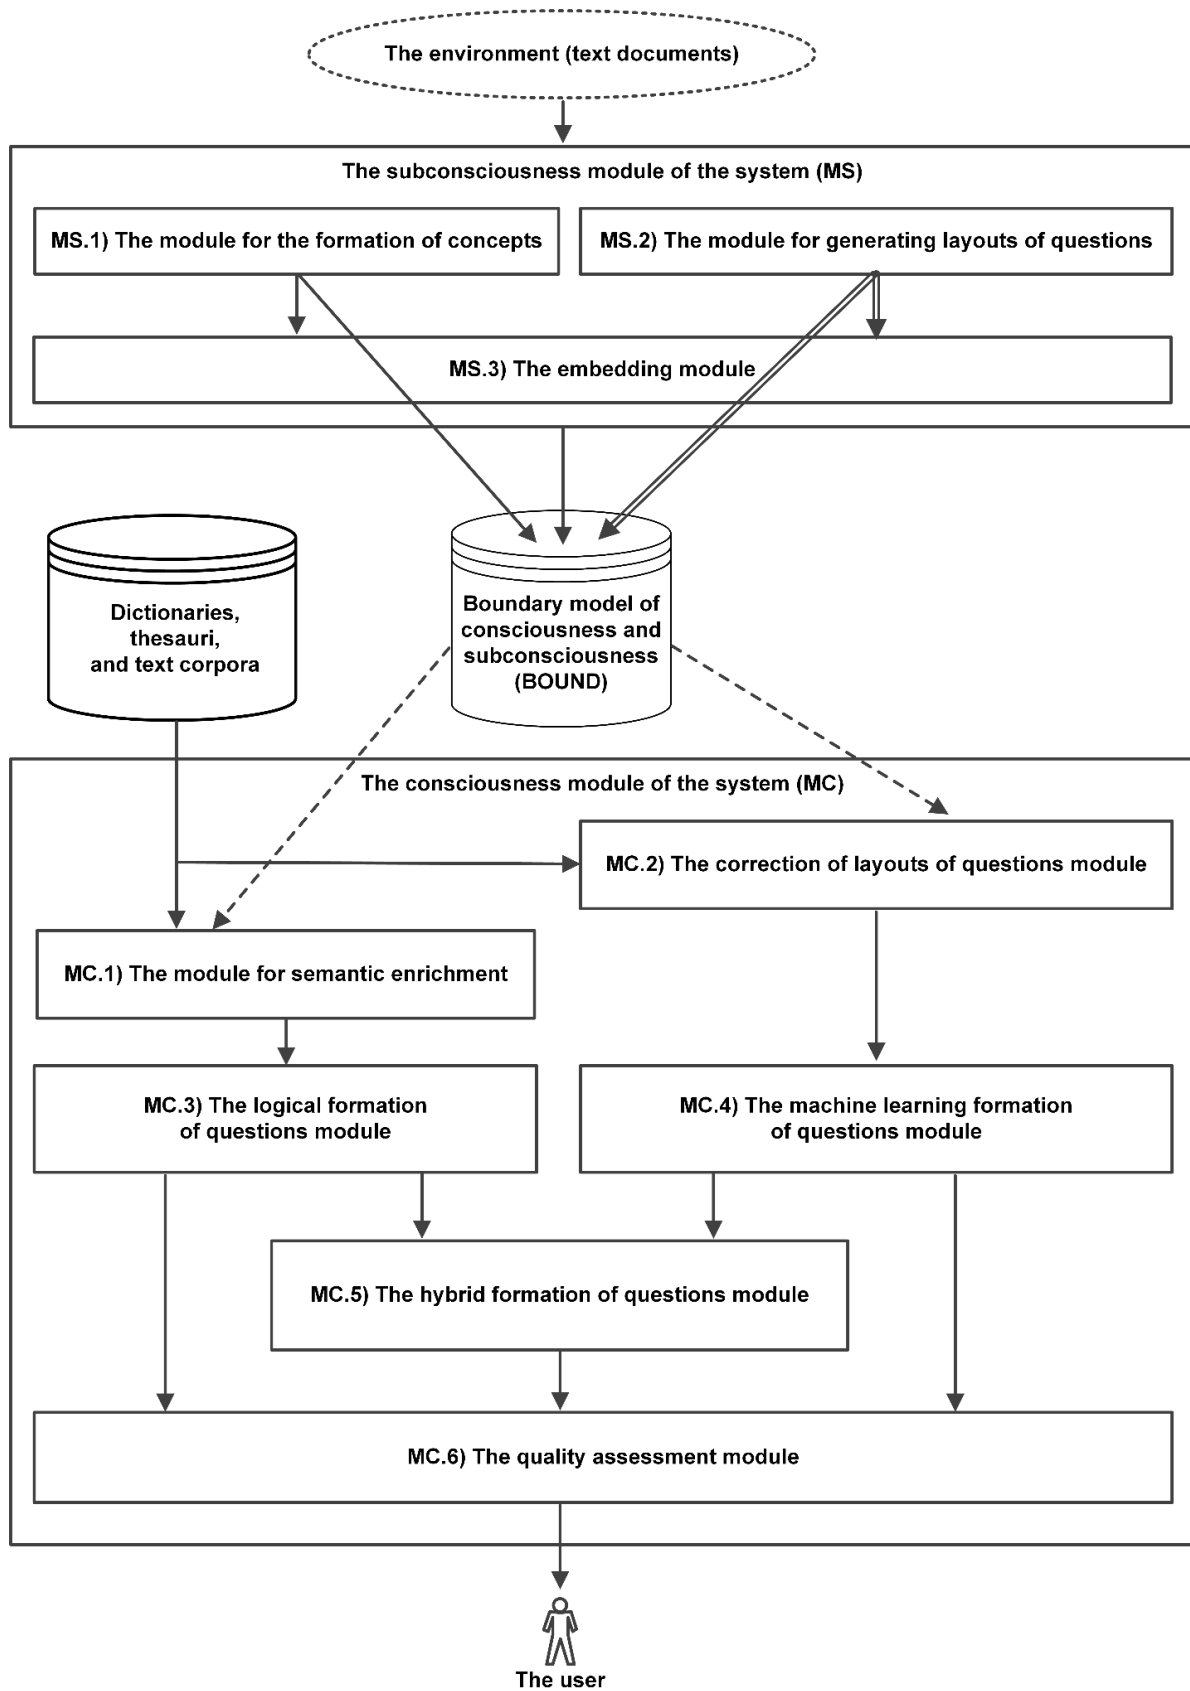 The environment (text documents)
The subconsciousness module of the system (MS)
MS.1) The module for the formation of concepts
MS.2) The module for generating layouts of questions
MS.3) The embedding module
Dictionaries,
thesauri,
and text corpora
Boundary model of
consciousness and
subconsciousness
(BOUND)
The consciousness module of the system (MC)
MC.2) The correction of layouts of questions module
MC.1) The module for semantic enrichment
MC.3) The logical formation
of questions module
MC.4) The machine learning formation
of questions module
MC.5) The hybrid formation of questions module
MC.6) The quality assessment module
The user